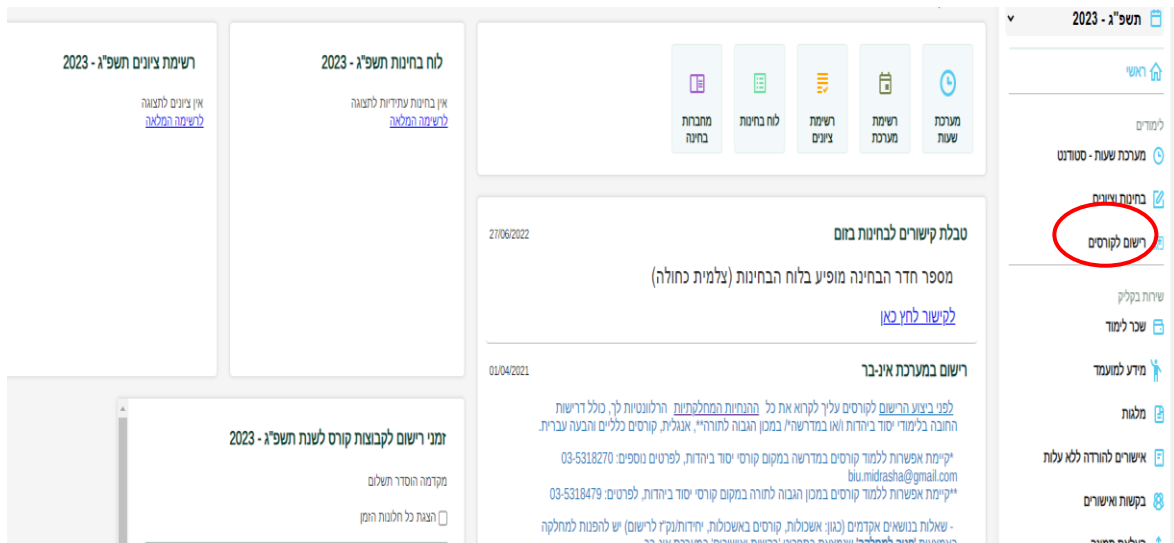 תשפ"ג - 2023
ראשי
לימודים
מערכת שעות - סטודנט
בחינות וציונים
רישום לקורסים
שירות בקליק
שכר לימוד
מידע למועמד
מלגות
אישורים להורדה ללא עלות
בקשות ואישורים
מערכת שעות
רשימת מערכת
רשימת ציונים
לוח בחינות
מחברות בחינה
טבלת קישורים לבחינות בזום
27/06/2022
מספר חדר הבחינה מופיע בלוח הבחינות (צלמית כחולה)
לקישור לחץ כאן
רישום במערכת אינ-בר
01/04/2021
לפני ביצוע הרישום לקורסים עליך לקרוא את כל ההנחיות המחלקתיות הרלוונטיות לך, כולל דרישות
החובה בלימודי יסוד ביהדות ו/או במדרשה*/ במכון הגבוה לתורה**, אנגלית, קורסים כלליים והבעה עברית.
*קיימת אפשרות ללמוד קורסים במדרשה במקום קורסי יסוד ביהדות, לפרטים נוספים: 03-5318270
biu.midrasha@gmail.com
**קיימת אפשרות ללמוד קורסים במכון הגבוה לתורה במקום קורסי יסוד ביהדות, לפרטים: 03-5318479
- שאלות בנושאים אקדמים (כגון: אשכולות, קורסים באשכולות, יחידות/נק"ז לרישום) יש להפנות למחלקה
לוח בחינות תשפ"ג - 2023
אין בחינות עתידיות לתצוגה
לרשימה המלאה
רשימת ציונים תשפ"ג - 2023
אין ציונים לתצוגה
לרשימה המלאה
זמני רישום לקבוצות קורס לשנת תשפ"ג - 2023
מקדמה הוסדר תשלום
הצגת כל חלונות הזמן